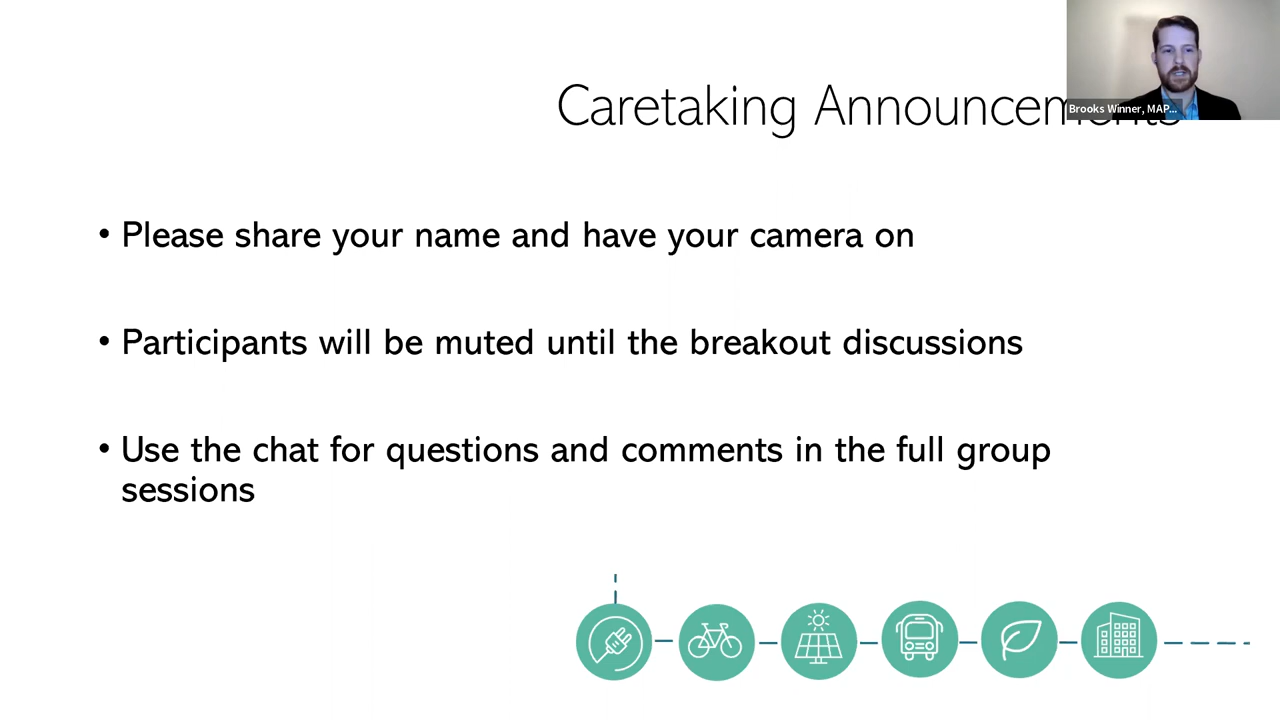 Caretaking Announcements
Brooks Winner, MAP...
• Please share your name and have your camera on
• Participants will be muted until the breakout discussions
• Use the chat for questions and comments in the full group
sessions